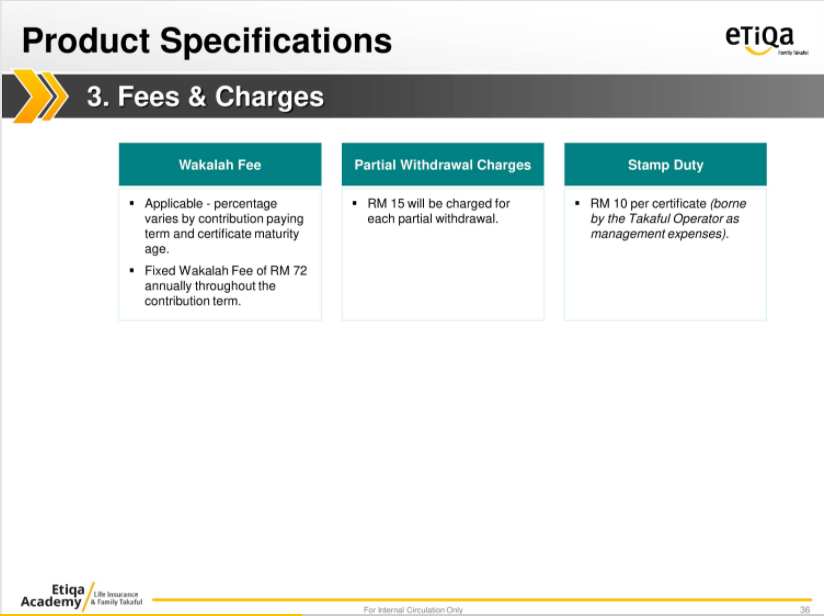 Product Specifications
eTiQa
Family Takaful
3. Fees & Charges
Wakalah Fee
▪ Applicable - percentage
varies by contribution paying
term and certificate maturity
age.
▪ Fixed Wakalah Fee of RM 72
annually throughout the
contribution term.
Partial Withdrawal Charges
▪ RM 15 will be charged for
each partial withdrawal.
Stamp Duty
▪ RM 10 per certificate (borne
by the Takaful Operator as
management expenses).
Etiqa
Academy
Life Insurance
& Family Takaful
For Internal Circulation Only
36